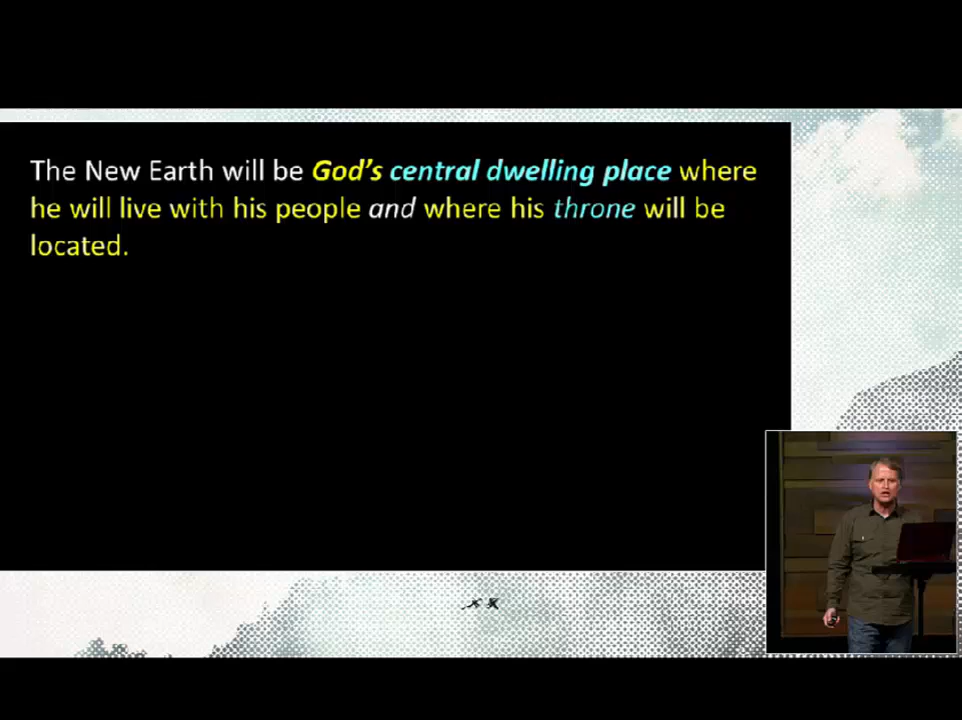 The New Earth will be God's central dwelling place where
he will live with his people and where his throne will be
located.